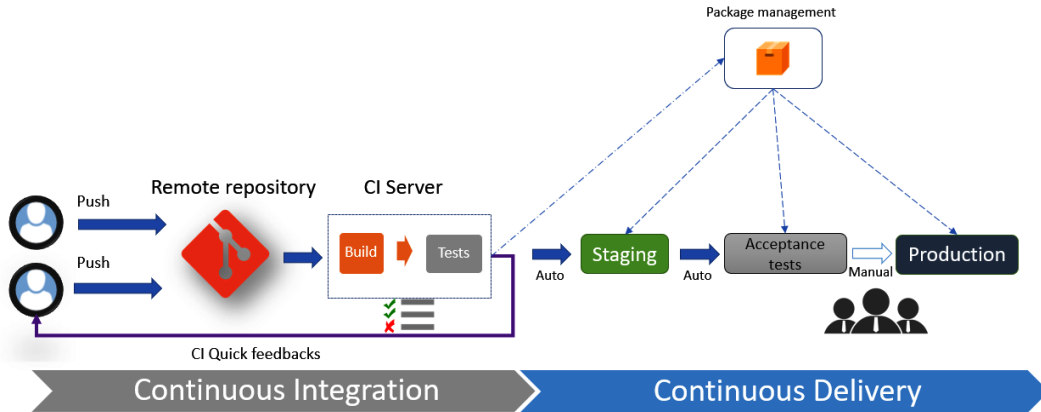 Package management
Remote repository
CI Server
Push
Push
Build
Tests
Auto
Staging
Auto
Acceptance
tests
Manual
Production
CI Quick feedbacks
Continuous Integration
Continuous Delivery